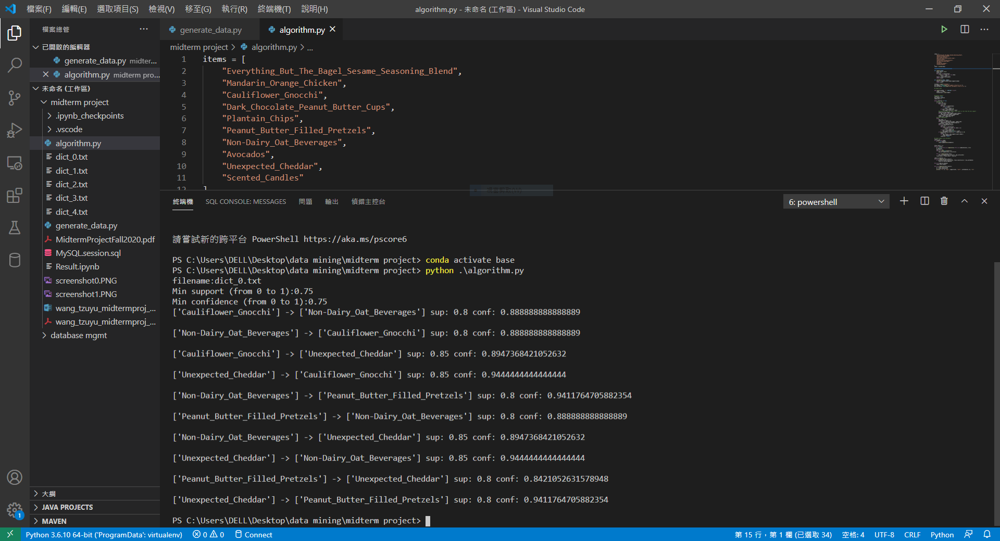 檔案(F) 編輯(E) 選取項目(S) 檢視(V) 移至(G) 執行(R) 終端機(T) 說明(H)
algorithm.py - 未命名 (工作區) - Visual Studio Code
檔案總管
已開啟的編輯器
generate_data.py midter...
algorithm.py midterm pro...
未命名 (工作區)
midterm project
.ipynb_checkpoints
.vscode
algorithm.py
dict_0.txt
dict_1.txt
dict_2.txt
dict_3.txt
dict_4.txt
generate_data.py
MidtermProjectFall2020.pdf
MySQL.session.sql
Result.ipynb
screenshot0.PNG
screenshot1.PNG
wang_tzuyu_midtermproj_...
wang_tzuyu_midtermproj_...
database mgmt
大綱
JAVA PROJECTS
MAVEN
1
generate_data.py algorithm.py
midterm project > algorithm.py > ...
1 items = [
2 "Everything_But_The_Bagel_Sesame_Seasoning_Blend",
3 "Mandarin_Orange_Chicken",
4 "Cauliflower_Gnocchi",
5 "Dark_Chocolate_Peanut_Butter_Cups",
6 "Plantain_Chips",
7 "Peanut_Butter_Filled_Pretzels",
8 "Non-Dairy_Oat_Beverages",
9 "Avocados",
10 "Unexpected_Cheddar",
11 "Scented_Candles"
12 ]
終端機 SQL CONSOLE: MESSAGES 問題 輸出 偵錯主控台
6: powershell
請嘗試新的跨平台 PowerShell https://aka.ms/pscore6
PS C:\Users\DELL\Desktop\data mining\midterm project> conda activate base
PS C:\Users\DELL\Desktop\data mining\midterm project> python .\algorithm.py
filename:dict_0.txt
Min support (from 0 to 1):0.75
Min confidence (from 0 to 1):0.75
['Cauliflower_Gnocchi'] -> ['Non-Dairy_Oat_Beverages'] sup: 0.8 conf: 0.888888888888889
['Non-Dairy_Oat_Beverages'] -> ['Cauliflower_Gnocchi'] sup: 0.8 conf: 0.888888888888889
['Cauliflower_Gnocchi'] -> ['Unexpected_Cheddar'] sup: 0.85 conf: 0.8947368421052632
['Unexpected_Cheddar'] -> ['Cauliflower_Gnocchi'] sup: 0.85 conf: 0.9444444444444444
['Non-Dairy_Oat_Beverages'] -> ['Peanut_Butter_Filled_Pretzels'] sup: 0.8 conf: 0.9411764705882354
['Peanut_Butter_Filled_Pretzels'] -> ['Non-Dairy_Oat_Beverages'] sup: 0.8 conf: 0.888888888888889
['Non-Dairy_Oat_Beverages'] -> ['Unexpected_Cheddar'] sup: 0.85 conf: 0.8947368421052632
['Unexpected_Cheddar'] -> ['Non-Dairy_Oat_Beverages'] sup: 0.85 conf: 0.9444444444444444
['Peanut_Butter_Filled_Pretzels'] -> ['Unexpected_Cheddar'] sup: 0.8 conf: 0.8421052631578948
['Unexpected_Cheddar'] -> ['Peanut_Butter_Filled_Pretzels'] sup: 0.8 conf: 0.9411764705882354
PS C:\Users\DELL\Desktop\data mining\midterm project>
Python 3.6.10 64-bit ('ProgramData': virtualenv) 0 0 Connect
第 15 行，第 1 欄 (已選取 34) 空格: 4 UTF-8 CRLF Python